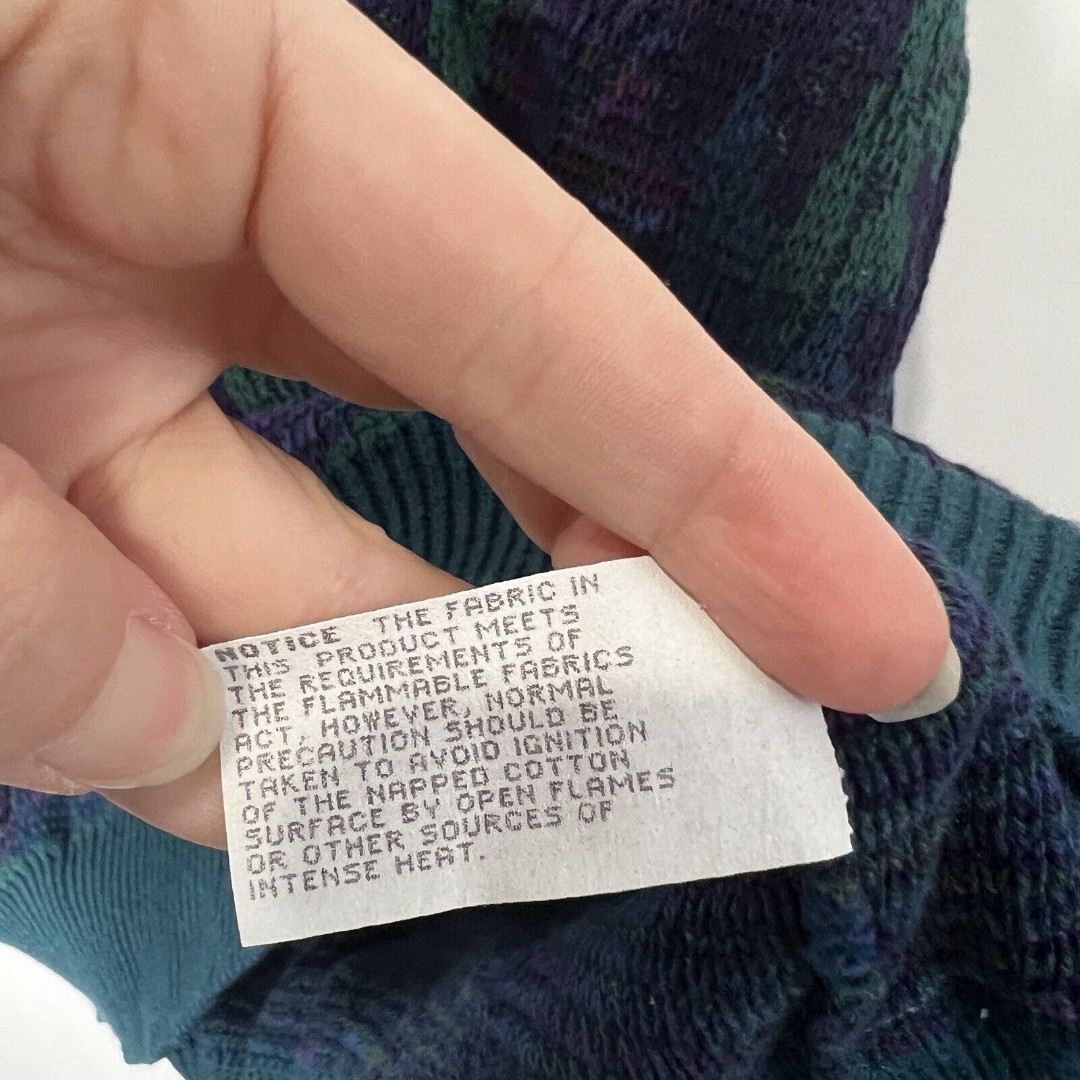 NOTICE THE FABRIC IN
THIS PRODUCT MEETS
THE REQUIREMENTS OF
THE FLAMMABLE FABRICS
ACT. HOWEVER, NORMAL
PRECAUTION SHOULD BE
TAKEN TO AVOID IGNITION
OF THE NAPPED COTTON
SURFACE BY OPEN FLAMES
OR OTHER SOURCES OF
INTENSE HEAT.